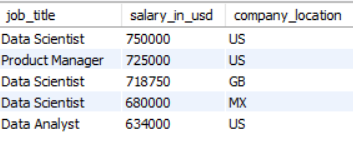 job_title salary_in_usd company_location
Data Scientist 750000 US
Product Manager 725000 US
Data Scientist 718750 GB
Data Scientist 680000 MX
Data Analyst 634000 US